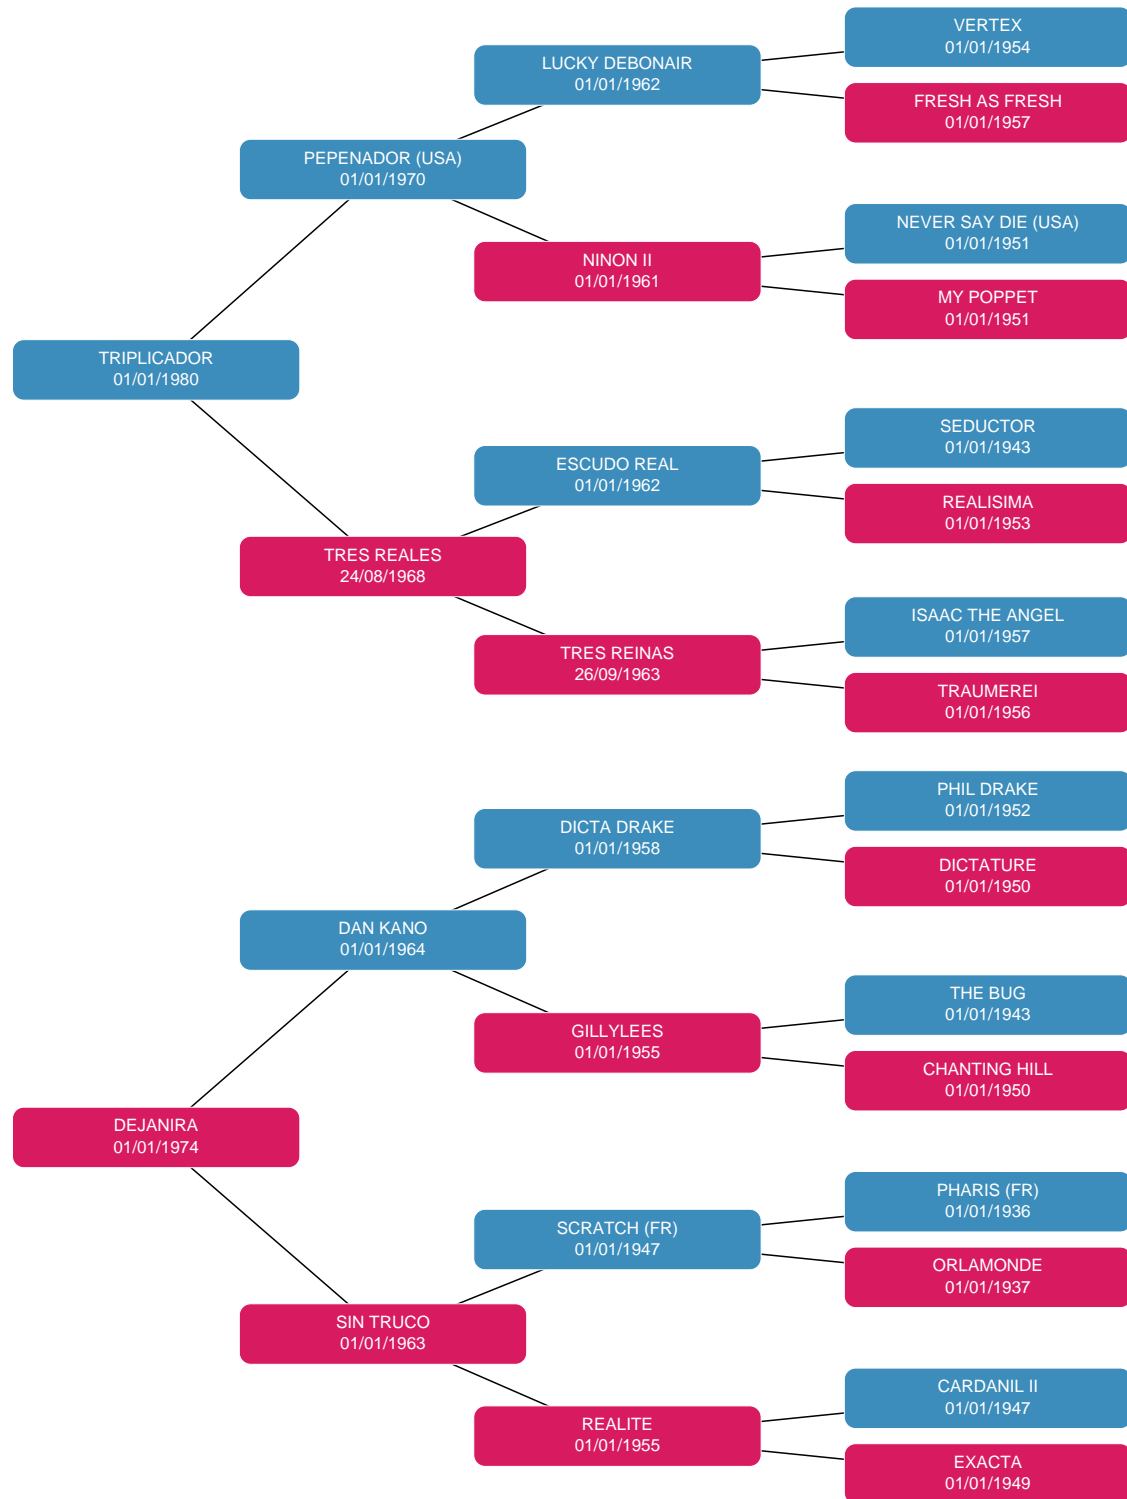 VERTEX
01/01/1954
LUCKY DEBONAIR
01/01/1962
FRESH AS FRESH
01/01/1957
PEPENADOR (USA)
01/01/1970
NEVER SAY DIE (USA)
01/01/1951
NINON II
01/01/1961
MY POPPET
01/01/1951
TRIPLICADOR
01/01/1980
SEDUCTOR
01/01/1943
ESCUDO REAL
01/01/1962
REALISIMA
01/01/1953
TRES REALES
24/08/1968
ISAAC THE ANGEL
01/01/1957
TRES REINAS
26/09/1963
TRAUMEREI
01/01/1956
PHIL DRAKE
01/01/1952
DICTA DRAKE
01/01/1958
DICTATURE
01/01/1950
DAN KANO
01/01/1964
THE BUG
01/01/1943
GILLYLEES
01/01/1955
CHANTING HILL
01/01/1950
DEJANIRA
01/01/1974
PHARIS (FR)
01/01/1936
SCRATCH (FR)
01/01/1947
ORLAMONDE
01/01/1937
SIN TRUCO
01/01/1963
CARDANIL II
01/01/1947
REALITE
01/01/1955
EXACTA
01/01/1949